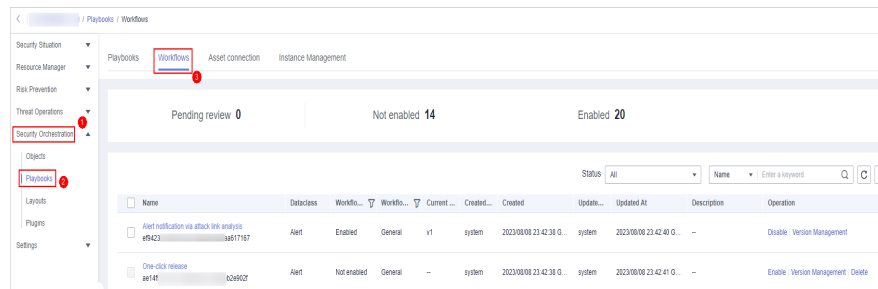 / Playbooks / Workflows
Security Situation
Resource Manager
Risk Prevention
Threat Operations
1
Security Orchestration
Objects
Playbooks 2
Layouts
Plugins
Settings
Playbooks Workflows Asset connection Instance Management
3
Pending review 0 Not enabled 14 Enabled 20
Status All Name Enter a keyword C
Name Dataclass Workflo... Workflo... Current ... Created... Created Update... Updated At Description Operation
Alert notification via attack link analysis
ef9423 aa617167
Alert Enabled General v1 system 2023/08/08 23:42:38 G... system 2023/08/08 23:42:40 G... -- Disable Version Management
One-click release
ae14f b2e902f
Alert Not enabled General -- system 2023/08/08 23:42:38 G... system 2023/08/08 23:42:41 G... -- Enable Version Management Delete